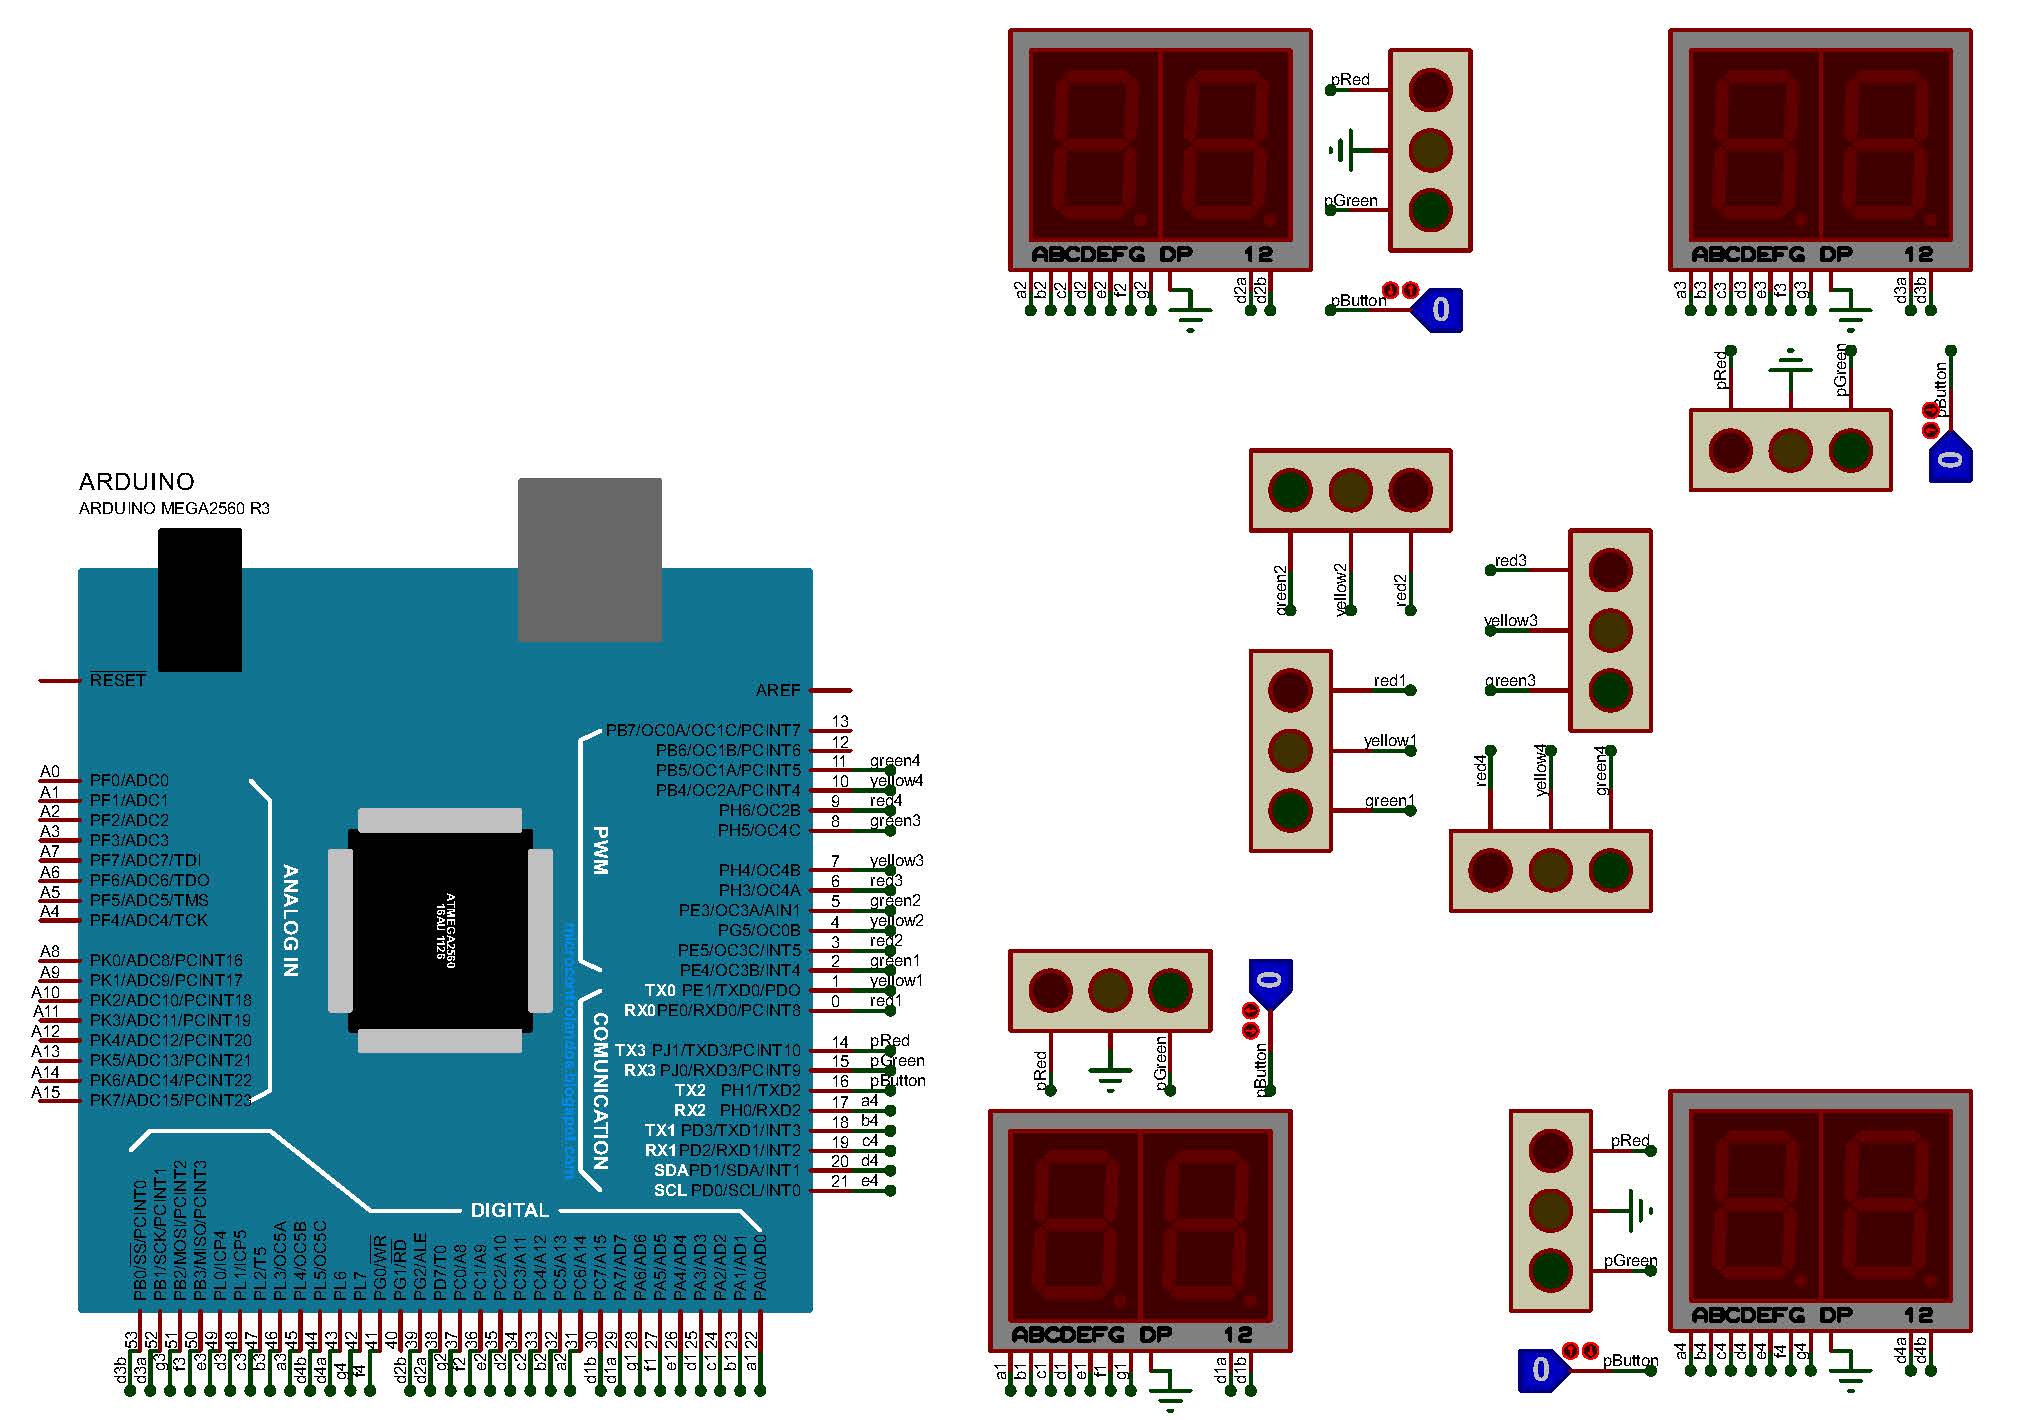 ARDUINO
ARDUINO MEGA2560 R3
RESET
AREF
A0 PF0/ADC0
A1 PF1/ADC1
A2 PF2/ADC2
A3 PF3/ADC3
A7 PF7/ADC7/TDI
A6 PF6/ADC6/TDO
A5 PF5/ADC5/TMS
A4 PF4/ADC4/TCK
A8 PK0/ADC8/PCINT16
A9 PK1/ADC9/PCINT17
A10 PK2/ADC10/PCINT18
A11 PK3/ADC11/PCINT19
A12 PK4/ADC12/PCINT20
A13 PK5/ADC13/PCINT21
A14 PK6/ADC14/PCINT22
A15 PK7/ADC15/PCINT23
ANALOG IN
ATMEGA2560
16AU 1126
microcontrolandos.blogspot.com
PWM
COMUNICATION
DIGITAL
PB7/OC0A/OC1C/PCINT7 13
PB6/OC1B/PCINT6 12
PB5/OC1A/PCINT5 11 green4
PB4/OC2A/PCINT4 10 yellow4
PH6/OC2B 9 red4
PH5/OC4C 8 green3
PH4/OC4B 7 yellow3
PH3/OC4A 6 red3
PE3/OC3A/AIN1 5 green2
PG5/OC0B 4 yellow2
PE5/OC3C/INT5 3 red2
PE4/OC3B/INT4 2 green1
TX0 PE1/TXD0/PDO 1 yellow1
RX0 PE0/RXD0/PCINT8 0 red1
TX3 PJ1/TXD3/PCINT10 14 pRed
RX3 PJ0/RXD3/PCINT9 15 pGreen
TX2 PH1/TXD2 16 pButton
RX2 PH0/RXD2 17 a4
TX1 PD3/TXD1/INT3 18 b4
RX1 PD2/RXD1/INT2 19 c4
SDA PD1/SDA/INT1 20 d4
SCL PD0/SCL/INT0 21 e4
PB0/SS/PCINT0 53 d3b
PB1/SCK/PCINT1 52 d3a
PB2/MOSI/PCINT2 51 g3
PB3/MISO/PCINT3 50 f3
PL0/ICP4 49 e3
PL1/ICP5 48 d3
PL2/T5 47 c3
PL3/OC5A 46 b3
PL4/OC5B 45 a3
PL5/OC5C 44 d4b
PL6 43 d4a
PL7 42 g4
PG0/WR 41 f4
PG1/RD 40
PG2/ALE 39 d2b
PD7/T0 38 d2a
PC0/A8 37 g2
PC1/A9 36 f2
PC2/A10 35 e2
PC3/A11 34 d2
PC4/A12 33 c2
PC5/A13 32 b2
PC6/A14 31 a2
PC7/A15 30 d1b
PA7/AD7 29 d1a
PA6/AD6 28 g1
PA5/AD5 27 f1
PA4/AD4 26 e1
PA3/AD3 25 d1
PA2/AD2 24 c1
PA1/AD1 23 b1
PA0/AD0 22 a1
ABCDEFG DP 12
a2 b2 c2 d2 e2 f2 g2 d2a d2b
pRed
pGreen
pButton 0
ABCDEFG DP 12
a3 b3 c3 d3 e3 f3 g3 d3a d3b
pRed pGreen pButton
0
green2 yellow2 red2
red3
yellow3
green3
red1
yellow1
green1
red4 yellow4 green4
0
pRed pGreen pButton
ABCDEFG DP 12
a1 b1 c1 d1 e1 f1 g1 d1a d1b
pRed
pGreen
0 pButton
ABCDEFG DP 12
a4 b4 c4 d4 e4 f4 g4 d4a d4b